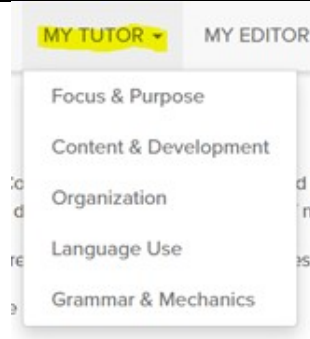 MY TUTOR MY EDITOR
Focus & Purpose
Content & Development
Organization
Language Use
Grammar & Mechanics